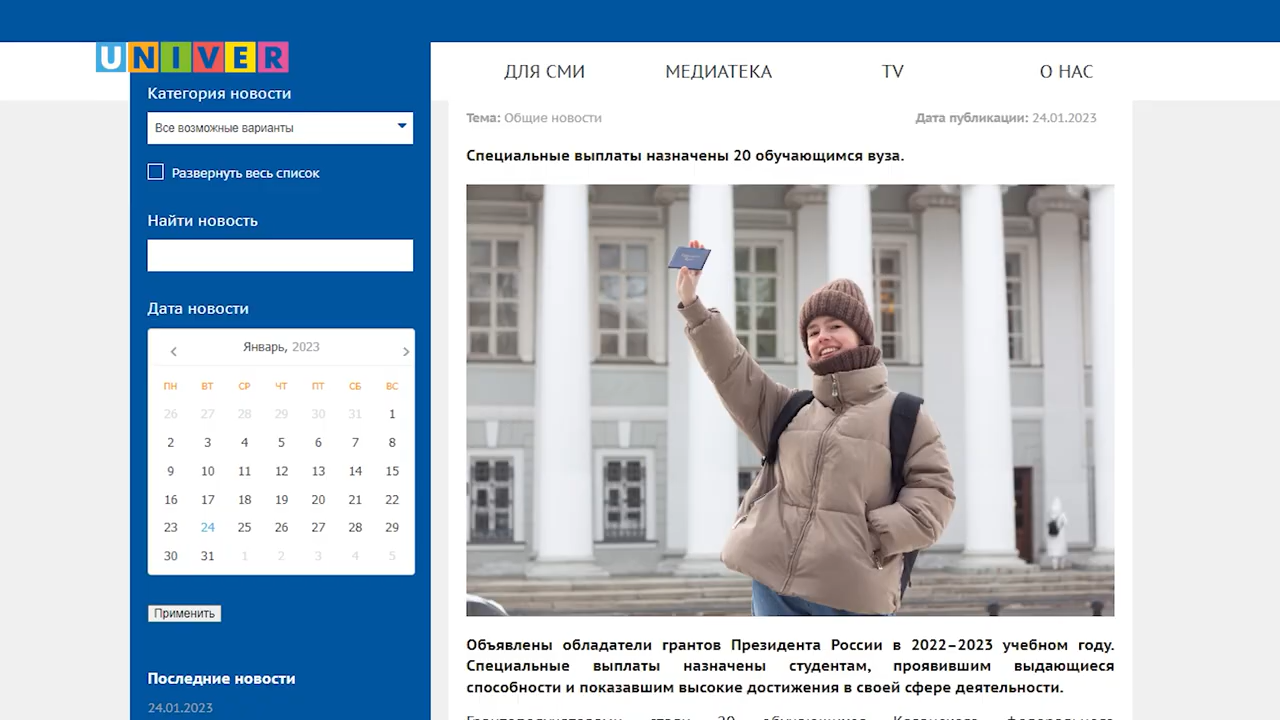 UNIVER
ДЛЯ СМИ МЕДИАТЕКА TV О НАС
Категория новости
Все возможные варианты
Развернуть весь список
Найти новость
Дата новости
Январь, 2023
ПН ВТ СР ЧТ ПТ СБ ВС
26 27 28 29 30 31 1
2 3 4 5 6 7 8
9 10 11 12 13 14 15
16 17 18 19 20 21 22
23 24 25 26 27 28 29
30 31 1 2 3 4 5
Применить
Последние новости
24.01.2023
Тема: Общие новости
Дата публикации: 24.01.2023
Специальные выплаты назначены 20 обучающимся вуза.
Объявлены обладатели грантов Президента России в 2022–2023 учебном году.
Специальные выплаты назначены студентам, проявившим выдающиеся
способности и показавшим высокие достижения в своей сфере деятельности.